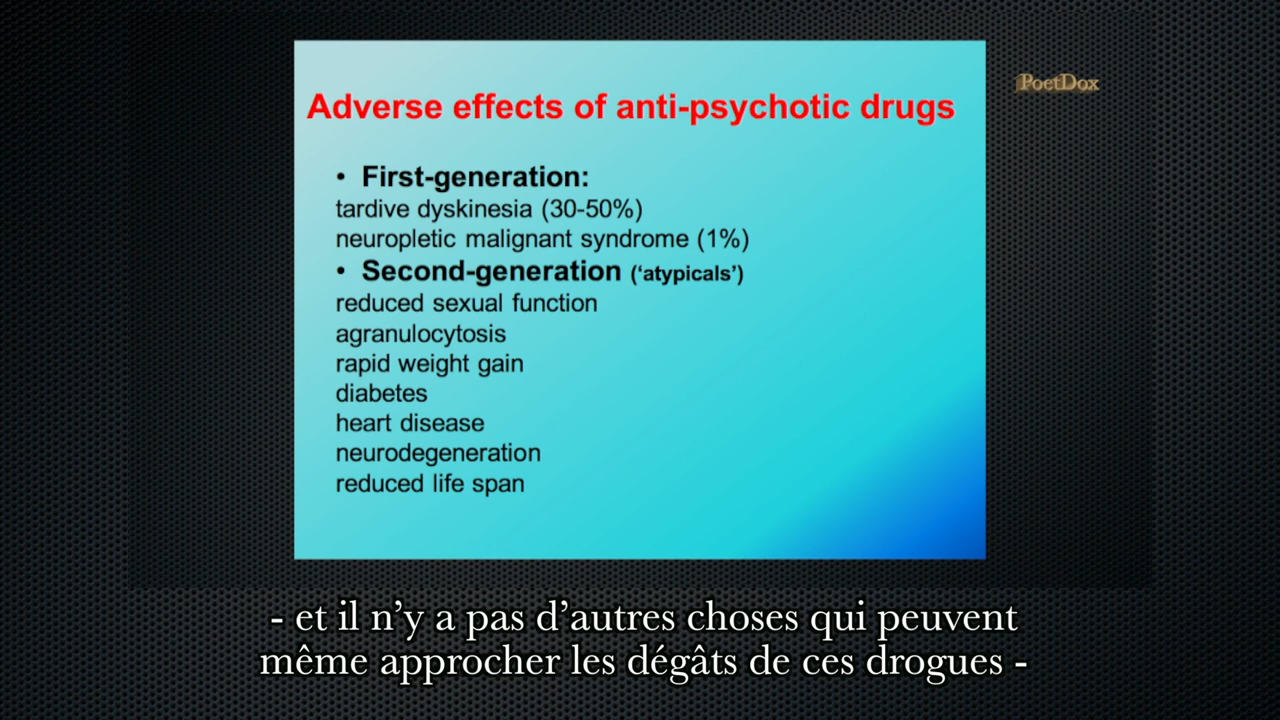 PoetDox
Adverse effects of anti-psychotic drugs
• First-generation:
tardive dyskinesia (30-50%)
neuropletic malignant syndrome (1%)
• Second-generation (‘atypicals’)
reduced sexual function
agranulocytosis
rapid weight gain
diabetes
heart disease
neurodegeneration
reduced life span
- et il n’y a pas d’autres choses qui peuvent
même approcher les dégâts de ces drogues -